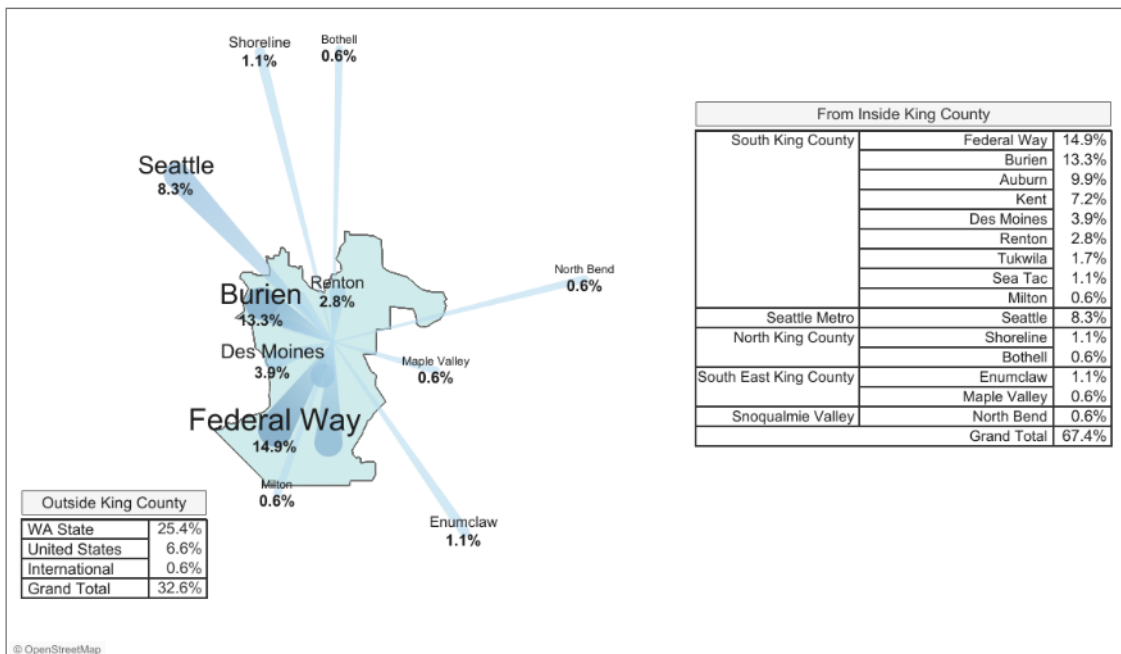 Shoreline
1.1%
Bothell
0.6%
Seattle
8.3%
North Bend
0.6%
Renton
2.8%
Burien
13.3%
Des Moines
3.9%
Maple Valley
0.6%
Federal Way
14.9%
Milton
0.6%
Enumclaw
1.1%
From Inside King County
South King County Federal Way 14.9%
Burien 13.3%
Auburn 9.9%
Kent 7.2%
Des Moines 3.9%
Renton 2.8%
Tukwila 1.7%
Sea Tac 1.1%
Milton 0.6%
Seattle Metro Seattle 8.3%
North King County Shoreline 1.1%
Bothell 0.6%
South East King County Enumclaw 1.1%
Maple Valley 0.6%
Snoqualmie Valley North Bend 0.6%
Grand Total 67.4%
Outside King County
WA State 25.4%
United States 6.6%
International 0.6%
Grand Total 32.6%
© OpenStreetMap